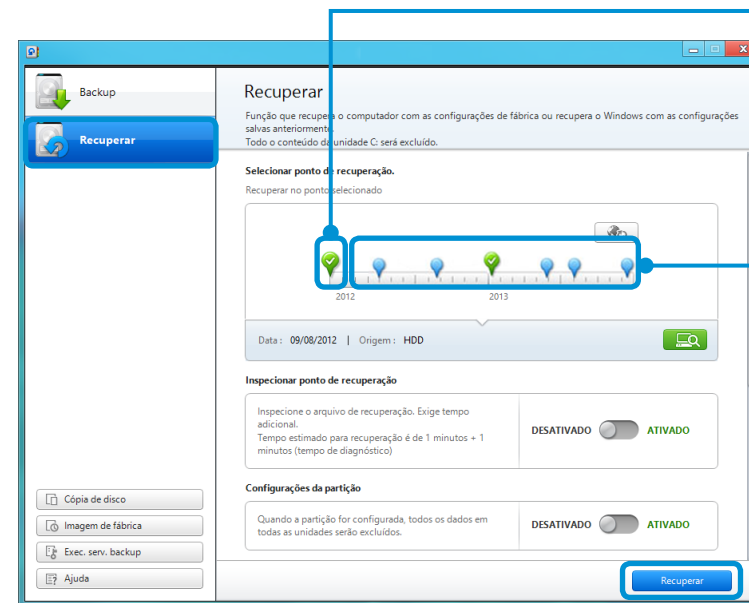 Backup
Recuperar
Cópia de disco
Imagem de fábrica
Exec. serv. backup
Ajuda
Recuperar
Função que recupera o computador com as configurações de fábrica ou recupera o Windows com as configurações
salvas anteriormente.
Todo o conteúdo da unidade C: será excluído.
Selecionar ponto de recuperação.
Recuperar no ponto selecionado
2012 2013
Data : 09/08/2012 | Origem : HDD
Inspecionar ponto de recuperação
Inspecione o arquivo de recuperação. Exige tempo
adicional.
Tempo estimado para recuperação é de 1 minutos + 1
minutos (tempo de diagnóstico)
DESATIVADO ATIVADO
Configurações da partição
Quando a partição for configurada, todos os dados em
todas as unidades serão excluídos.
DESATIVADO ATIVADO
Recuperar